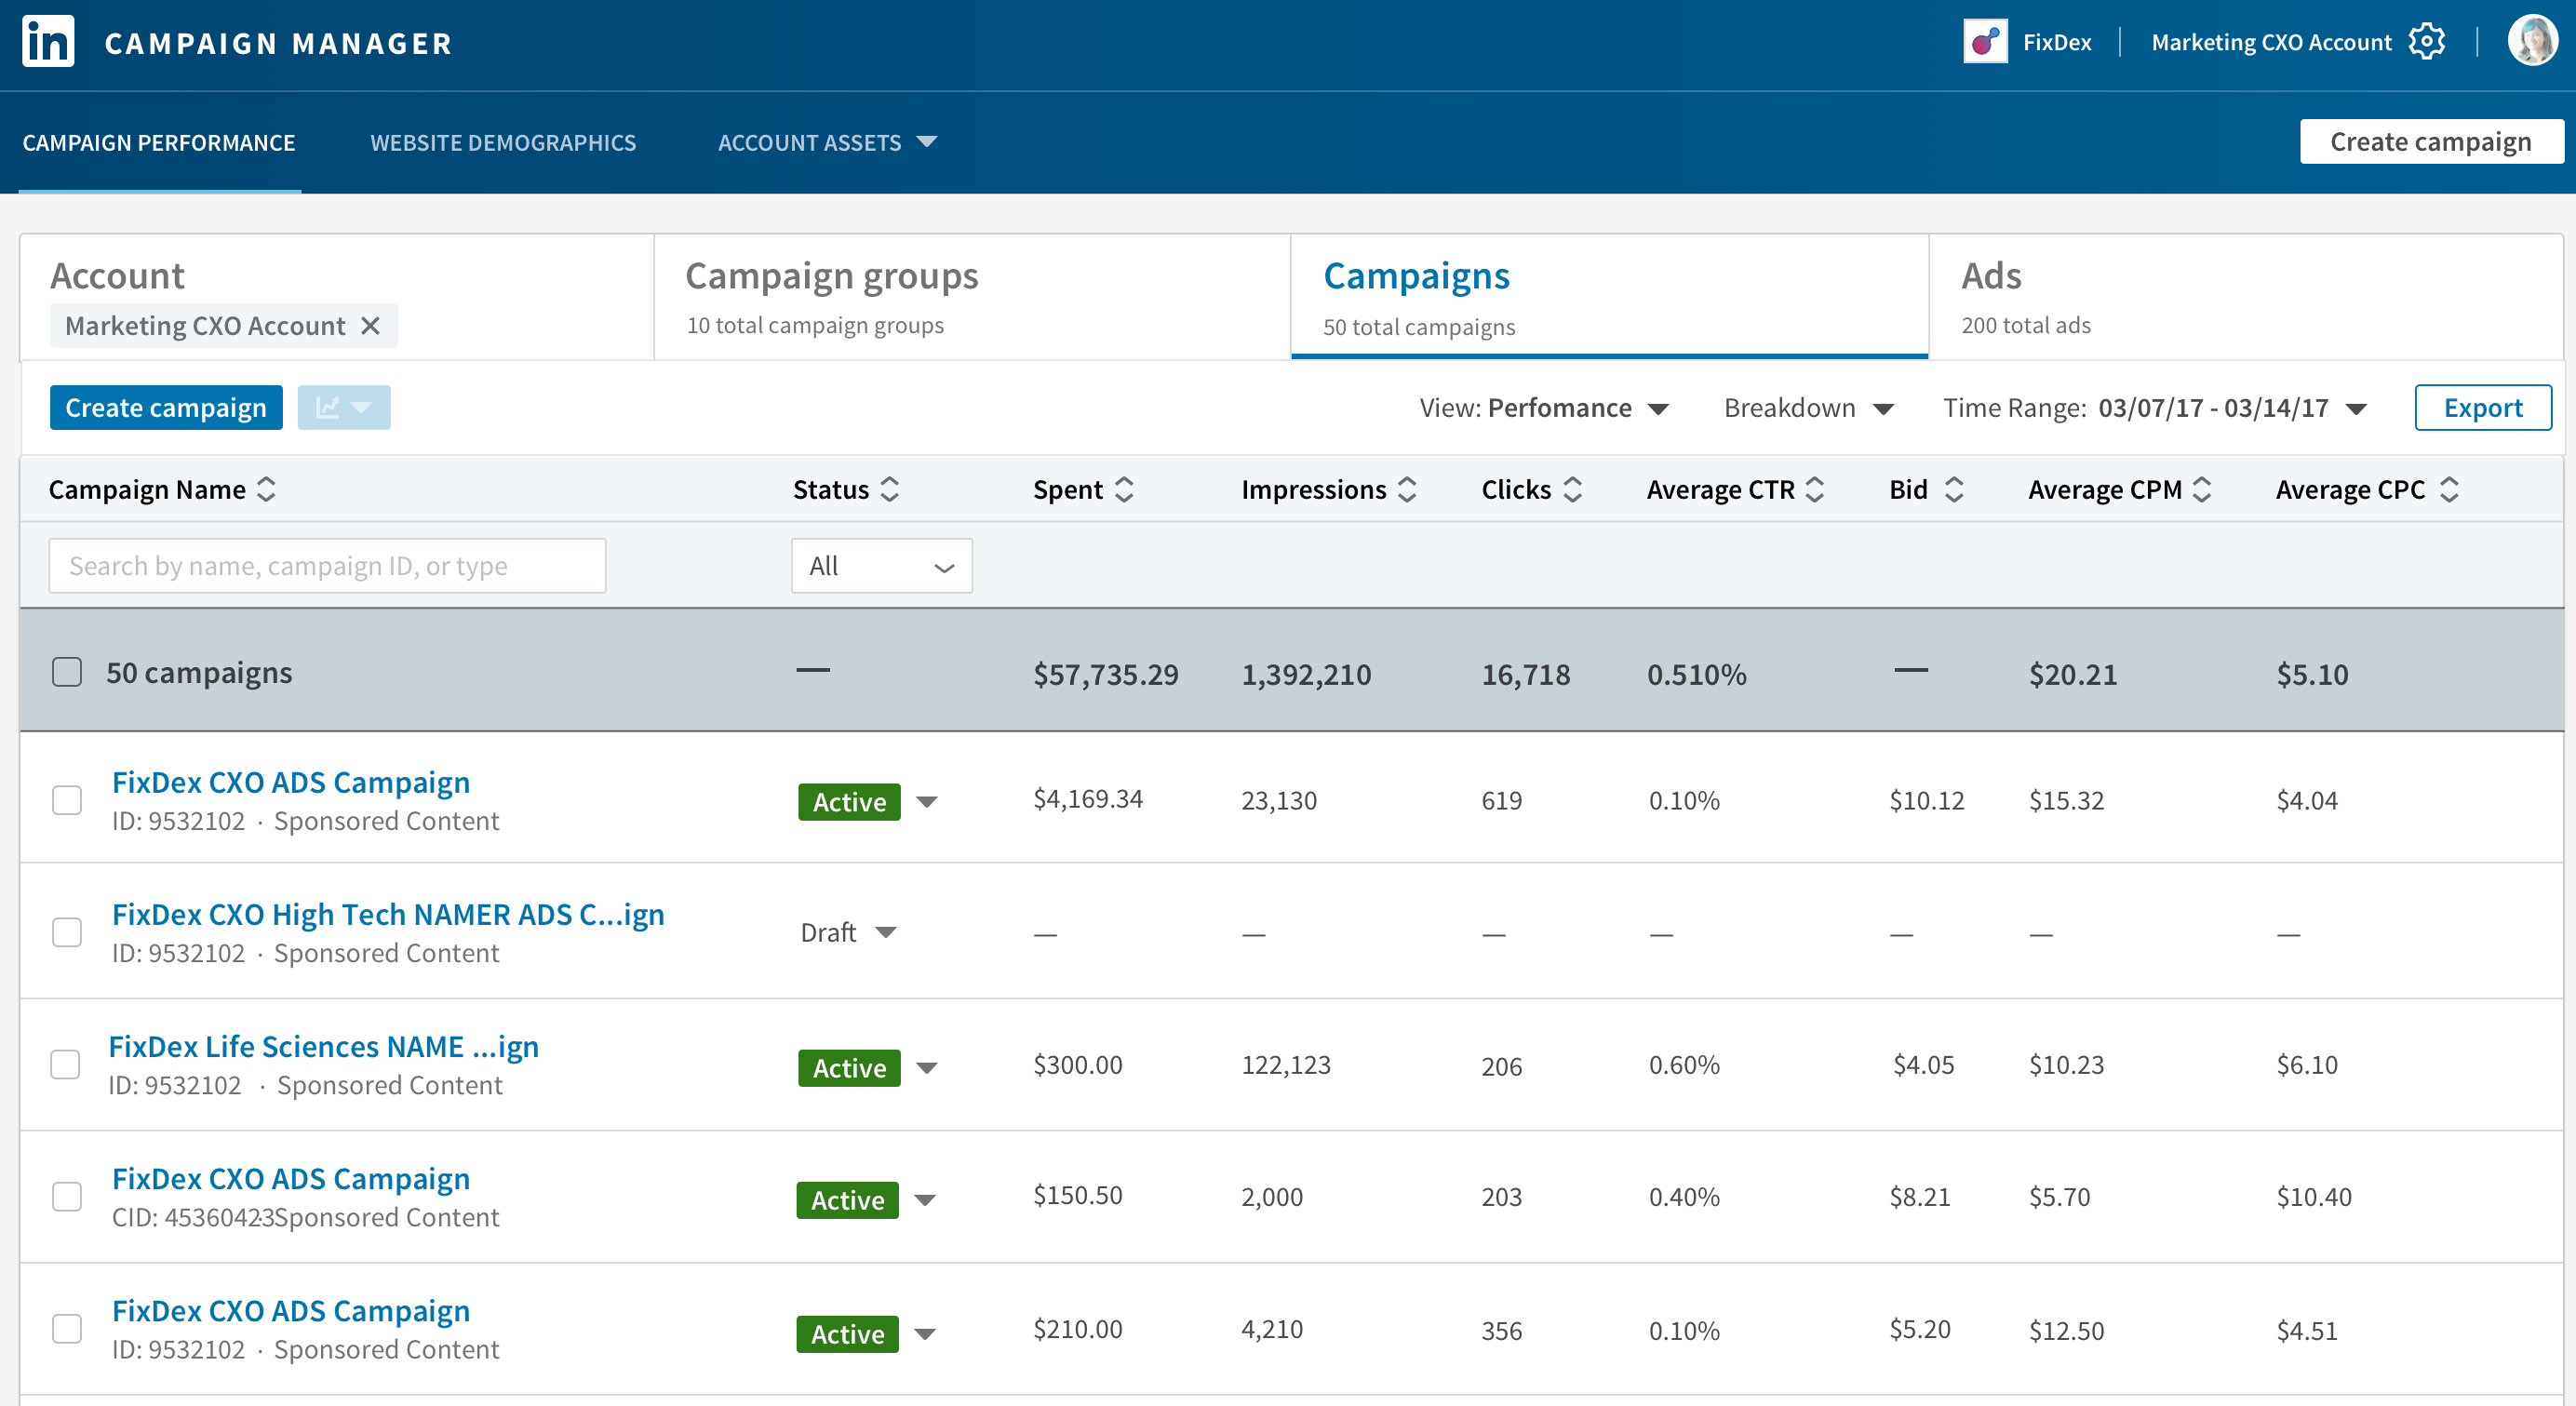 in CAMPAIGN MANAGER FixDex Marketing CXO Account
CAMPAIGN PERFORMANCE WEBSITE DEMOGRAPHICS ACCOUNT ASSETS Create campaign
Account Campaign groups Campaigns Ads
Marketing CXO Account 10 total campaign groups 50 total campaigns 200 total ads
Create campaign View: Perfomance Breakdown Time Range: 03/07/17 - 03/14/17 Export
Campaign Name Status Spent Impressions Clicks Average CTR Bid Average CPM Average CPC
Search by name, campaign ID, or type All
50 campaigns — $57,735.29 1,392,210 16,718 0.510% — $20.21 $5.10
FixDex CXO ADS Campaign
ID: 9532102 · Sponsored Content Active $4,169.34 23,130 619 0.10% $10.12 $15.32 $4.04
FixDex CXO High Tech NAMER ADS C...ign
ID: 9532102 · Sponsored Content Draft — — — — — — —
FixDex Life Sciences NAME ...ign
ID: 9532102 · Sponsored Content Active $300.00 122,123 206 0.60% $4.05 $10.23 $6.10
FixDex CXO ADS Campaign
CID: 45360423·Sponsored Content Active $150.50 2,000 203 0.40% $8.21 $5.70 $10.40
FixDex CXO ADS Campaign
ID: 9532102 · Sponsored Content Active $210.00 4,210 356 0.10% $5.20 $12.50 $4.51